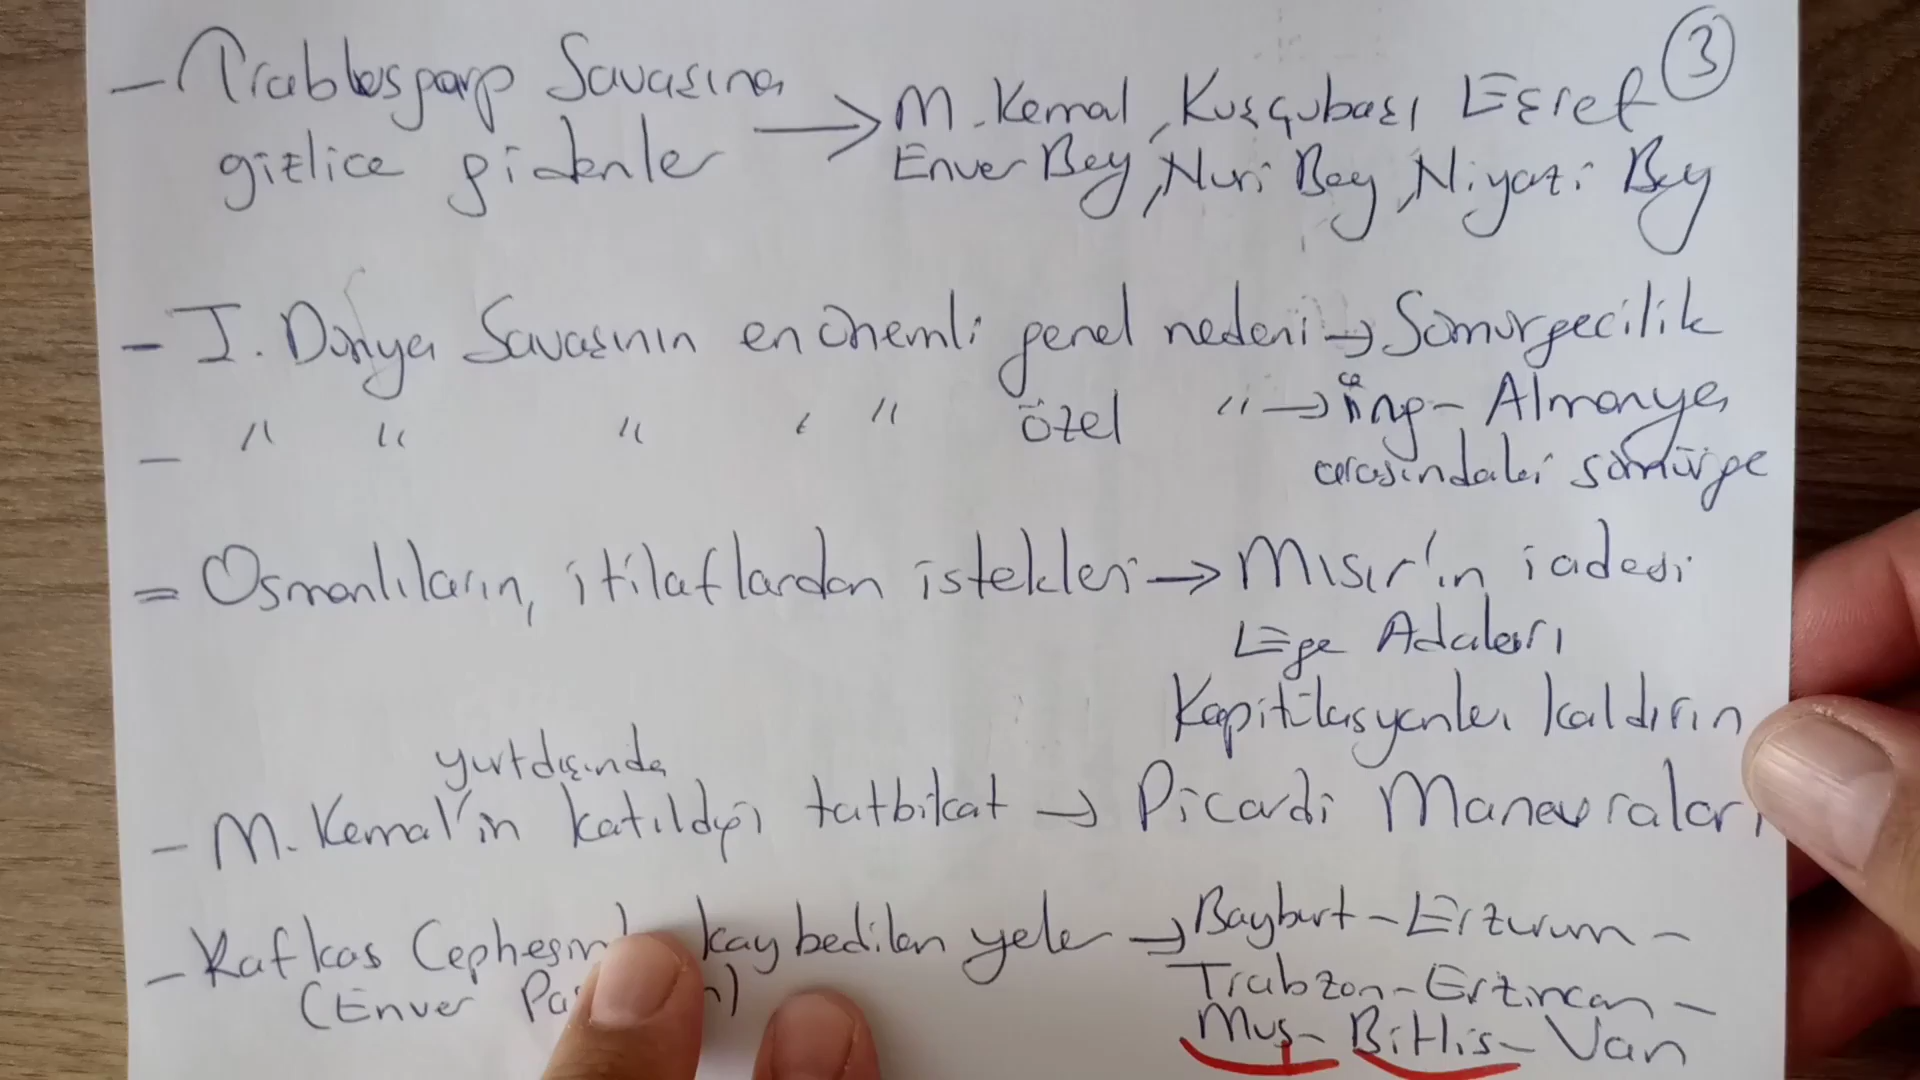 3
- Trablusgarp Savaşına
gizlice gidenler → M. Kemal, Kuşçubaşı Eşref
Enver Bey, Nuri Bey, Niyazi Bey
- I. Dünya Savaşının en önemli genel nedeni → Sömürgecilik
- " " " " " özel " → İng - Almanya
arasındaki sömürge
= Osmanlıların, itilaflardan istekleri → Mısır'ın iadesi
Ege Adaları
Kapitülasyonları kaldırın
yurtdışında
- M. Kemal'in katıldığı tatbikat → Picardi Manevraları
- Kafkas kaybedilen yerler → Bayburt - Erzurum -
(Enver
Trabzon - Erzincan -
Muş - Bitlis - Van